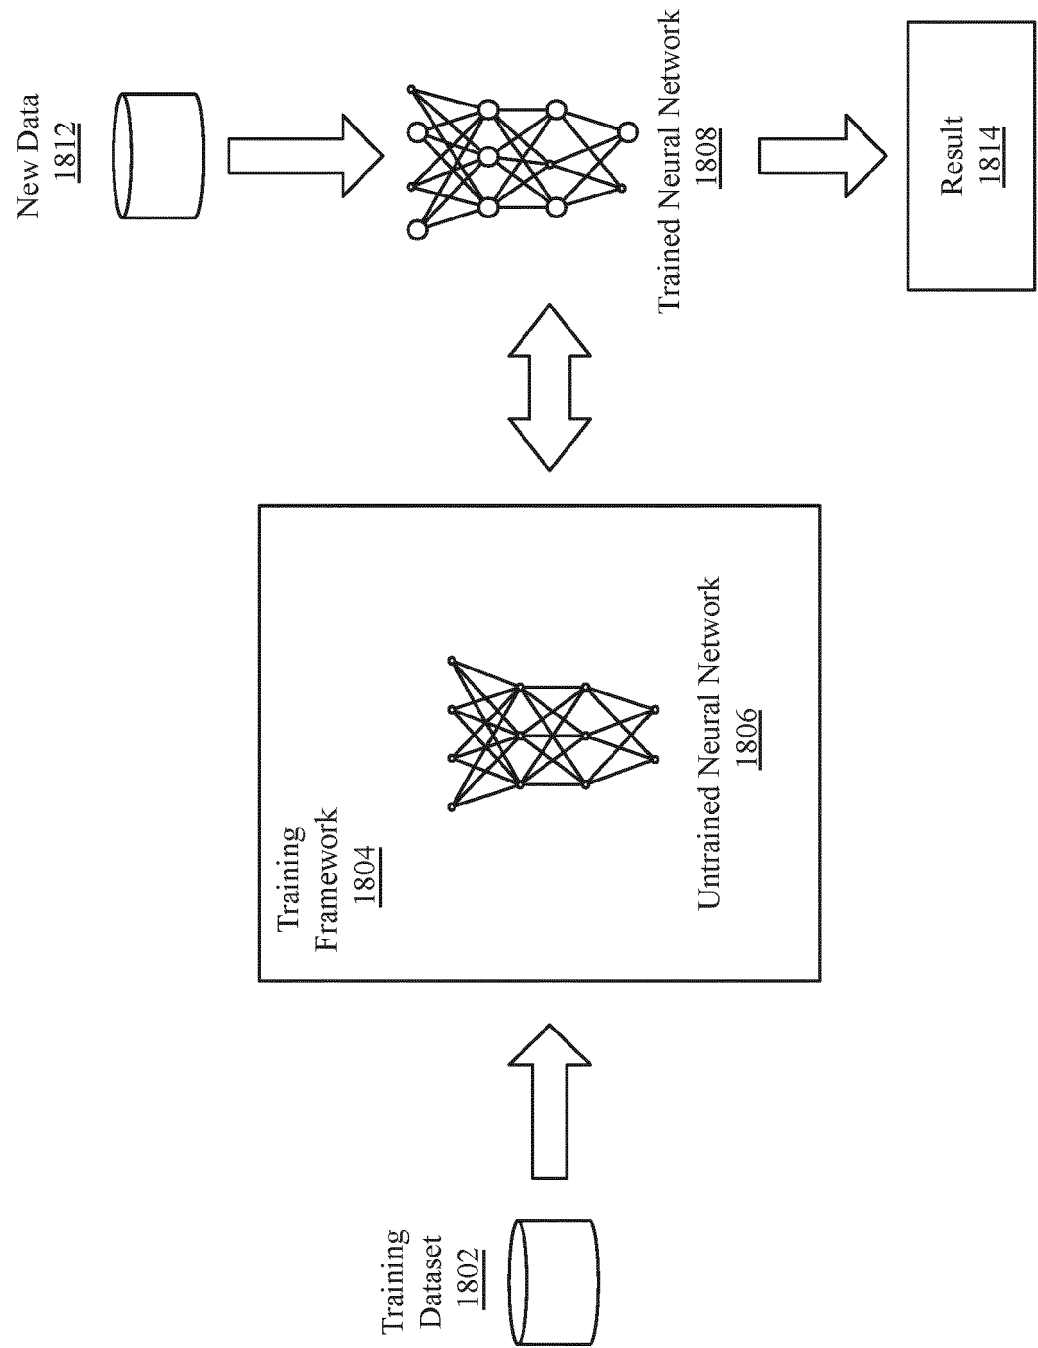 Training
Dataset
1802
Training
Framework
1804
Untrained Neural Network
1806
New Data
1812
Trained Neural Network
1808
Result
1814